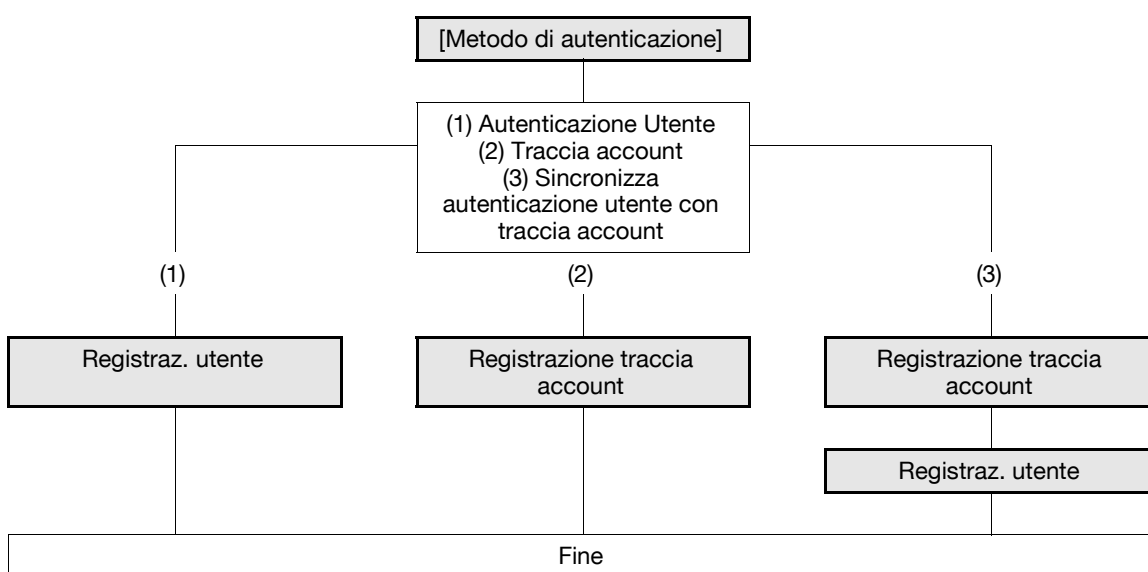 [Metodo di autenticazione]
(1) Autenticazione Utente
(2) Traccia account
(3) Sincronizza
autenticazione utente con
traccia account
(1)
(2)
(3)
Registraz. utente
Registrazione traccia
account
Registrazione traccia
account
Registraz. utente
Fine